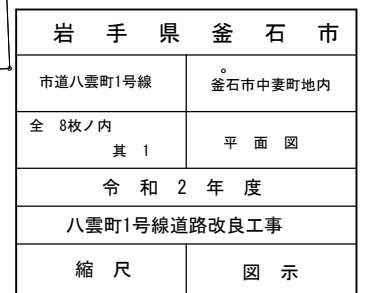 岩手県釜石市
市道八雲町1号線
釜石市中妻町地内
全 8枚ノ内
其 1
平面図
令和2年度
八雲町1号線道路改良工事
縮尺
図示